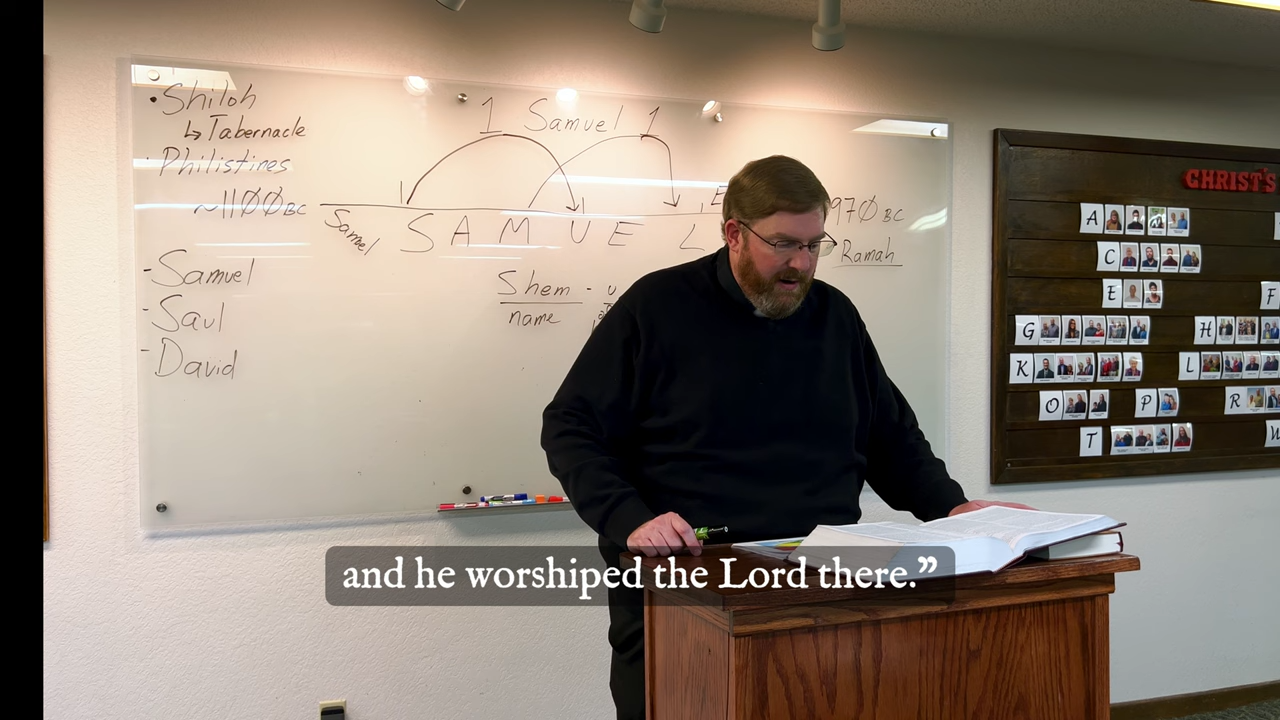 • Shiloh
↳ Tabernacle
Philistines
~1100 BC
- Samuel
- Saul
- David
1 Samuel 1
Samuel
SAMUEL
E
970 BC
Ramah
Shem -
name
CHRIST'S
A
C
E
F
G
H
K
L
O
P
R
T
W
and he worshiped the Lord there.”